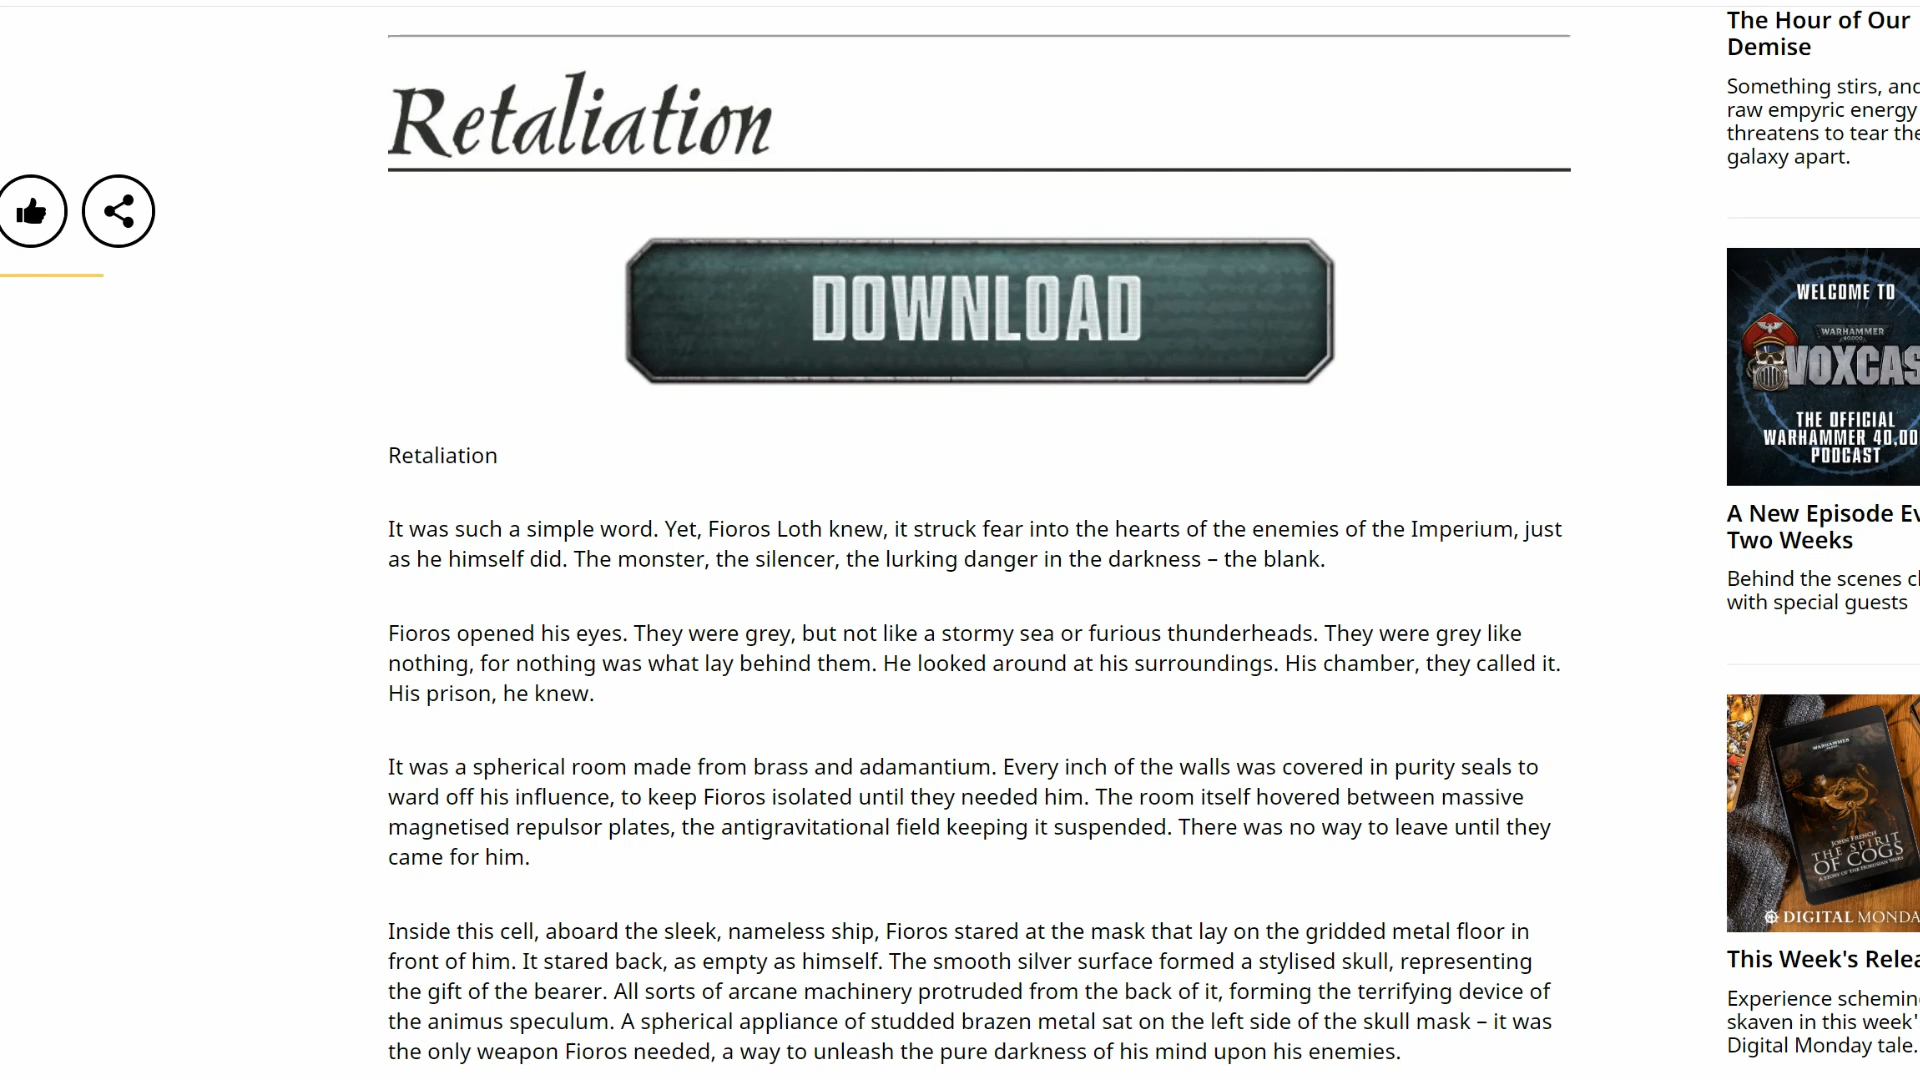 Retaliation
DOWNLOAD
Retaliation
It was such a simple word. Yet, Fioros Loth knew, it struck fear into the hearts of the enemies of the Imperium, just
as he himself did. The monster, the silencer, the lurking danger in the darkness – the blank.
Fioros opened his eyes. They were grey, but not like a stormy sea or furious thunderheads. They were grey like
nothing, for nothing was what lay behind them. He looked around at his surroundings. His chamber, they called it.
His prison, he knew.
It was a spherical room made from brass and adamantium. Every inch of the walls was covered in purity seals to
ward off his influence, to keep Fioros isolated until they needed him. The room itself hovered between massive
magnetised repulsor plates, the antigravitational field keeping it suspended. There was no way to leave until they
came for him.
Inside this cell, aboard the sleek, nameless ship, Fioros stared at the mask that lay on the gridded metal floor in
front of him. It stared back, as empty as himself. The smooth silver surface formed a stylised skull, representing
the gift of the bearer. All sorts of arcane machinery protruded from the back of it, forming the terrifying device of
the animus speculum. A spherical appliance of studded brazen metal sat on the left side of the skull mask – it was
the only weapon Fioros needed, a way to unleash the pure darkness of his mind upon his enemies.
The Hour of Our
Demise
Something stirs, and
raw empyric energy
threatens to tear the
galaxy apart.
WELCOME TO
WARHAMMER
40,000
VOXCAS
THE OFFICIAL
WARHAMMER 40,00
PODCAST
A New Episode Ev
Two Weeks
Behind the scenes
with special guests
WARHAMMER
JOHN FRENCH
THE SPIRIT
OF COGS
A STORY OF THE HORUSIAN WARS
DIGITAL MONDA
This Week's Relea
Experience schemin
skaven in this week'
Digital Monday tale.